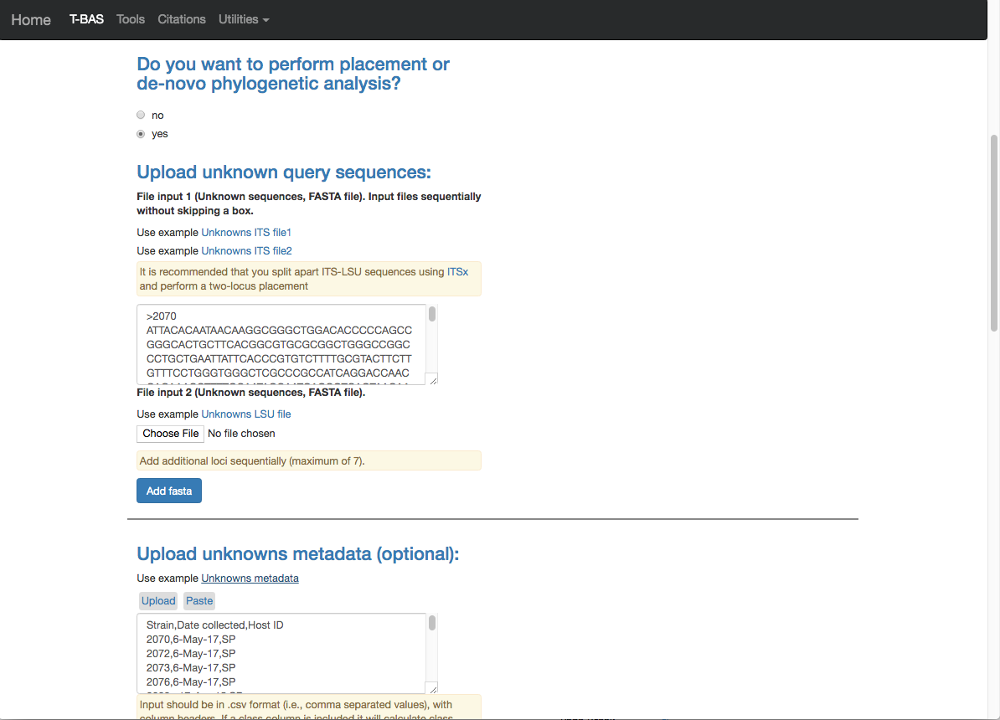 Home T-BAS Tools Citations Utilities
Do you want to perform placement or
de-novo phylogenetic analysis?
no
yes
Upload unknown query sequences:
File input 1 (Unknown sequences, FASTA file). Input files sequentially
without skipping a box.
Use example Unknowns ITS file1
Use example Unknowns ITS file2
It is recommended that you split apart ITS-LSU sequences using ITSx
and perform a two-locus placement
>2070
ATTACACAATAACAAGGCGGGCTGGACACCCCCAGCC
GGGCACTGCTTCACGGCGTGCGCGGCTGGGCCGGC
CCTGCTGAATTATTCACCCGTGTCTTTTGCGTACTTCTT
GTTTCCTGGGTGGGCTCGCCCGCCATCAGGACCAAC
File input 2 (Unknown sequences, FASTA file).
Use example Unknowns LSU file
Choose File No file chosen
Add additional loci sequentially (maximum of 7).
Add fasta
Upload unknowns metadata (optional):
Use example Unknowns metadata
Upload Paste
Strain,Date collected,Host ID
2070,6-May-17,SP
2072,6-May-17,SP
2073,6-May-17,SP
2076,6-May-17,SP
Input should be in .csv format (i.e., comma separated values), with
column headers. If a class column is included it will calculate class